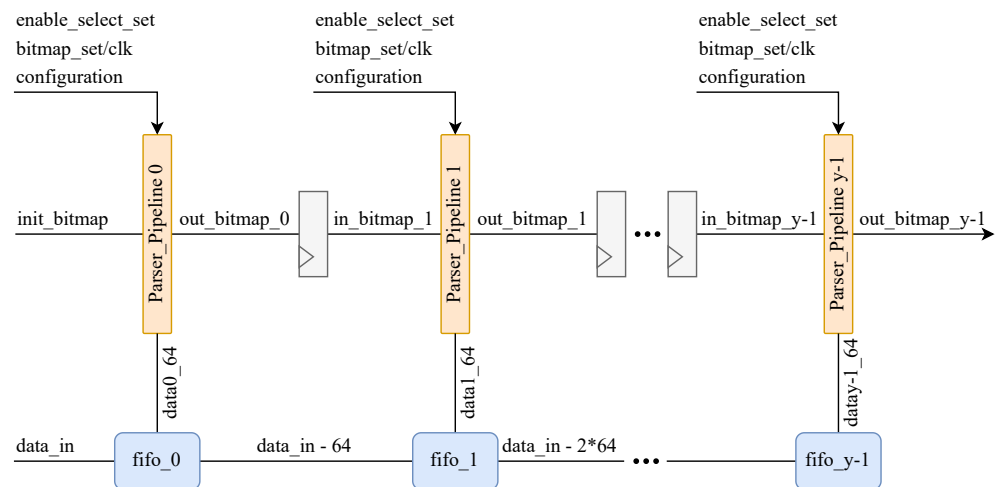 enable_select_set
bitmap_set/clk
configuration
enable_select_set
bitmap_set/clk
configuration
enable_select_set
bitmap_set/clk
configuration
init_bitmap
Parser_Pipeline 0
out_bitmap_0
in_bitmap_1
Parser_Pipeline 1
out_bitmap_1
•••
in_bitmap_y-1
Parser_Pipeline y-1
out_bitmap_y-1
data0_64
data1_64
datay-1_64
data_in
fifo_0
data_in - 64
fifo_1
data_in - 2*64
•••
fifo_y-1